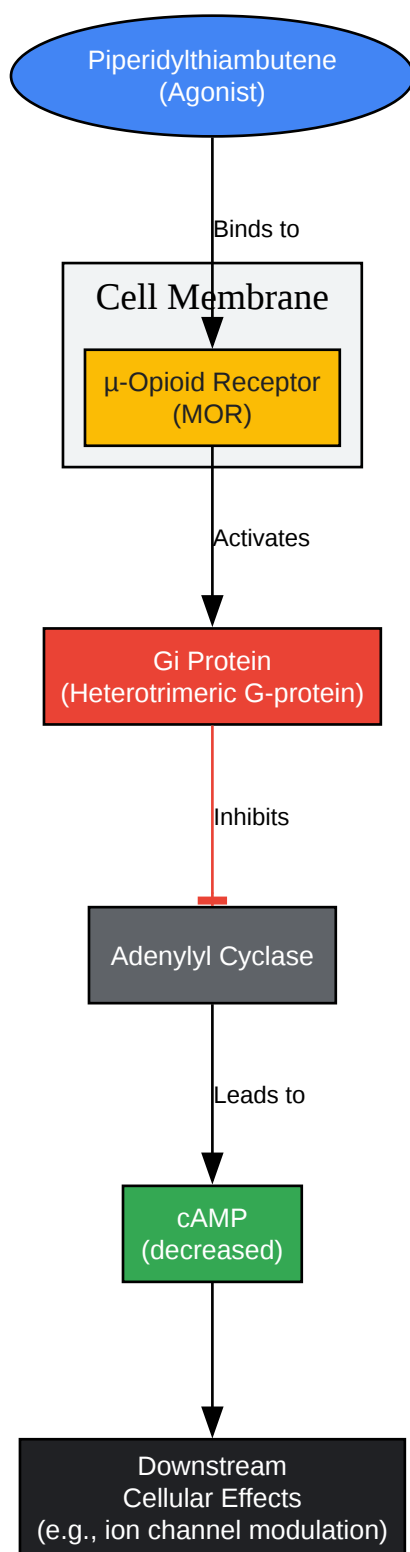 Piperidylthiambutene
(Agonist)
Binds to
Cell Membrane
µ-Opioid Receptor
(MOR)
Activates
Gi Protein
(Heterotrimeric G-protein)
Inhibits
Adenylyl Cyclase
Leads to
cAMP
(decreased)
Downstream
Cellular Effects
(e.g., ion channel modulation)